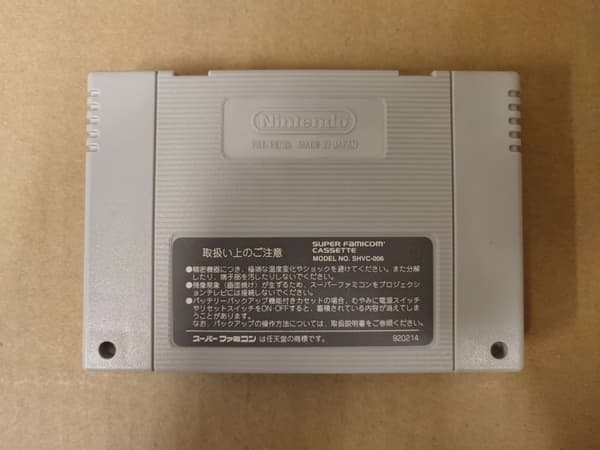 Nintendo
PAT. PEND. MADE IN JAPAN
取扱い上のご注意
SUPER FAMICOM
CASSETTE
MODEL NO. SHVC-006
●精密機器につき、極端な温度変化やショックを避けてください。また分解
したり、端子部を汚したりしないでください。
●残像現象（画面焼け）が生ずるため、スーパーファミコンをプロジェク
ションテレビには接続しないでください。
●バッテリーバックアップ機能付きカセットの場合、むやみに電源スイッチ
やリセットスイッチをON・OFFすると、蓄積されている内容が消えてしま
うことがあります。
なお、バックアップの操作方法については、取扱説明書をご参照ください。
スーパーファミコン は任天堂の商標です。
920214